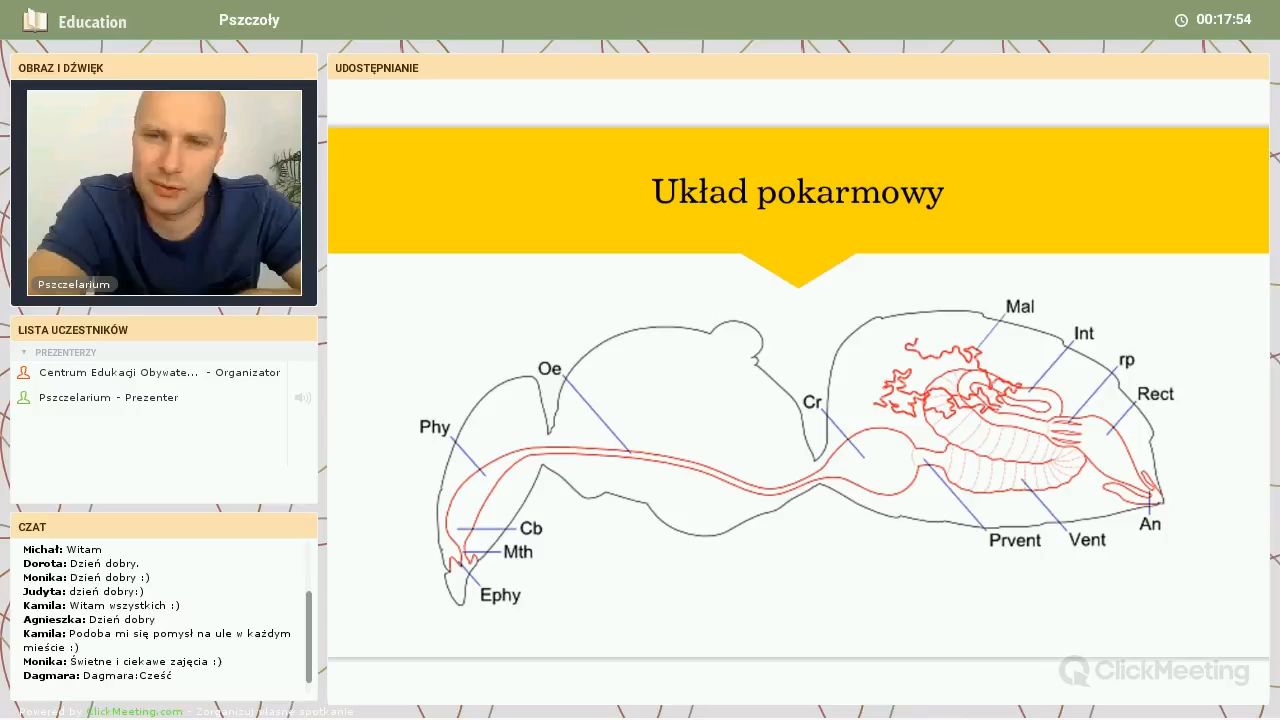 Education
Pszczoły
00:17:54
OBRAZ I DŹWIĘK
Pszczelarium
LISTA UCZESTNIKÓW
PREZENTERZY
Centrum Edukacji Obywate... - Organizator
Pszczelarium - Prezenter
CZAT
Michał: Witam
Dorota: Dzień dobry.
Monika: Dzień dobry :)
Judyta: dzień dobry:)
Kamila: Witam wszystkich :)
Agnieszka: Dzień dobry
Kamila: Podoba mi się pomysł na ule w każdym
mieście :)
Monika: Świetne i ciekawe zajęcia :)
Dagmara: Dagmara:Cześć
Powered by ClickMeeting.com - Zorganizuj własne spotkanie
UDOSTĘPNIANIE
Układ pokarmowy
Mal
Int
rp
Rect
Oe
Cr
Phy
Cb
Mth
Ephy
Prvent
Vent
An
ClickMeeting